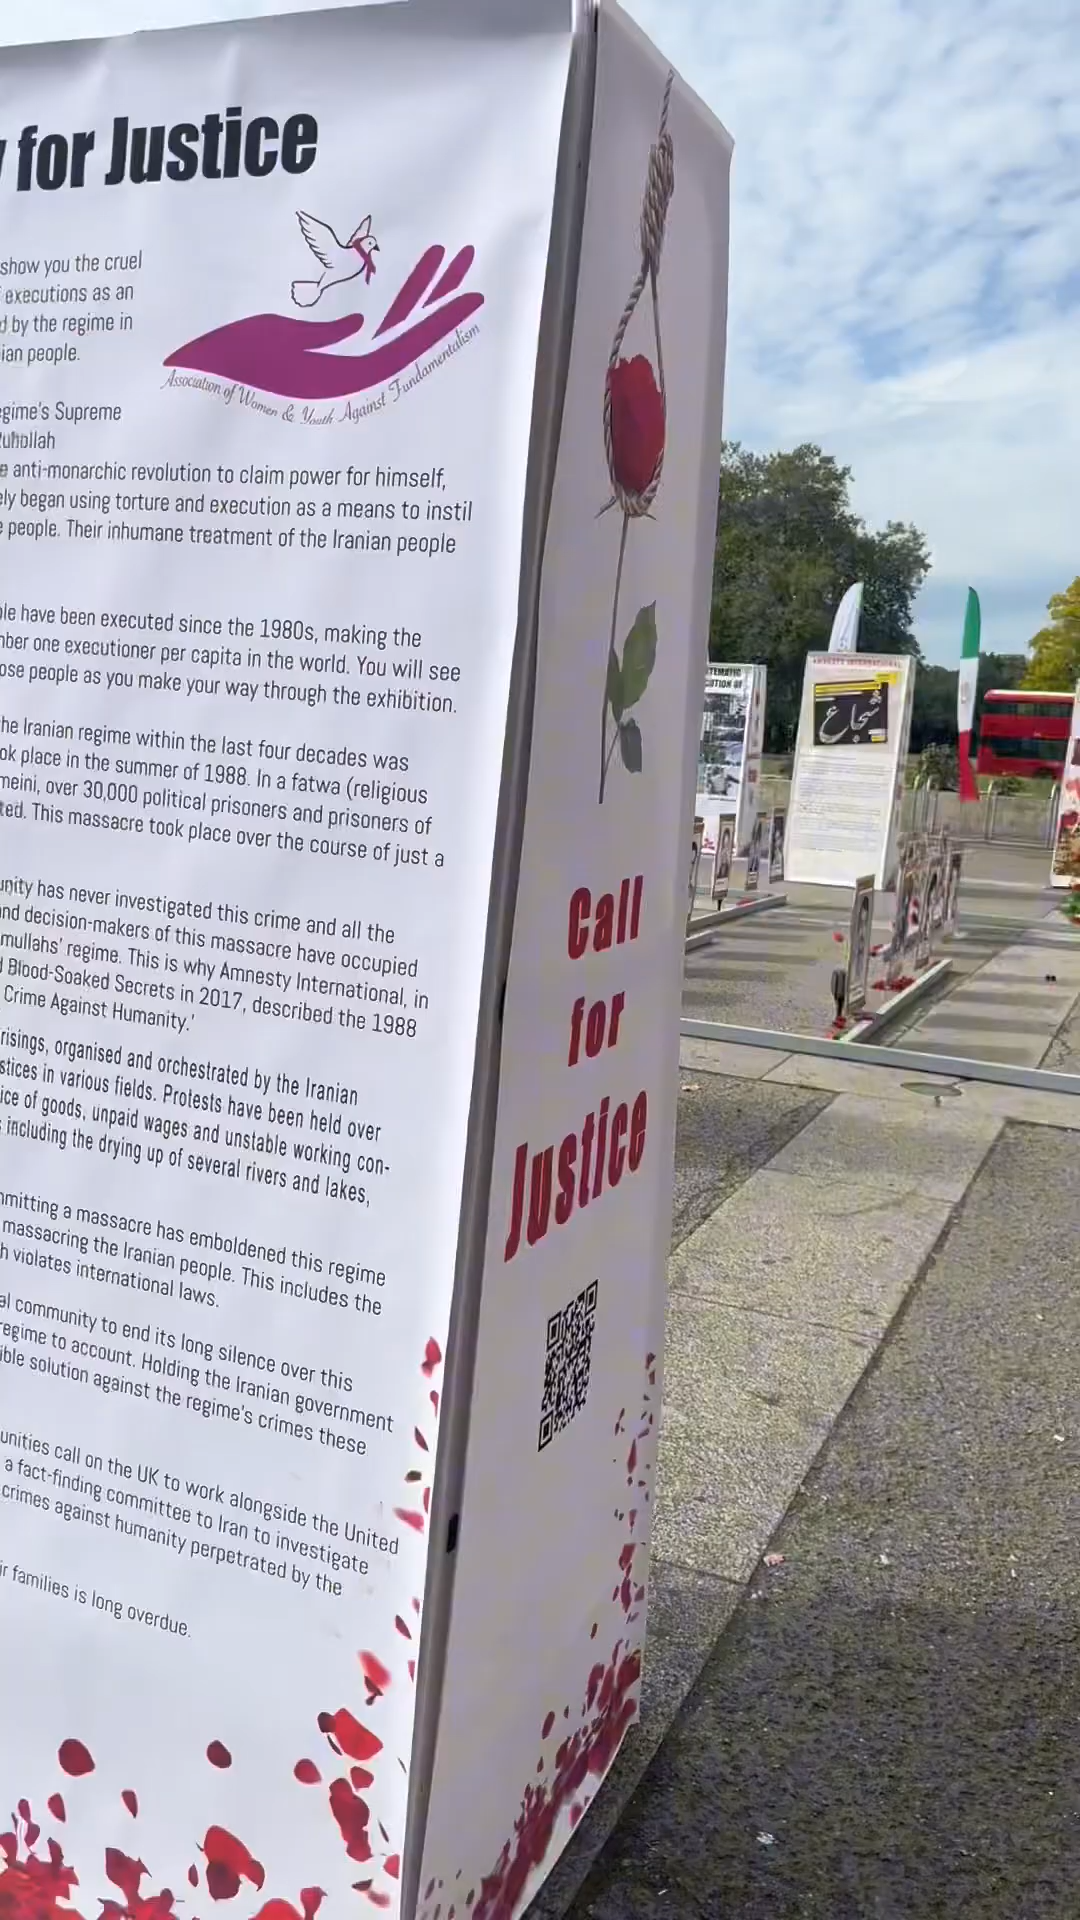 for Justice
show you the cruel
executions as an
by the regime in
ian people.
Association of Women & Youth Against Fundamentalism
egime's Supreme
uhollah
e anti-monarchic revolution to claim power for himself,
ely began using torture and execution as a means to instil
e people. Their inhumane treatment of the Iranian people
ple have been executed since the 1980s, making the
mber one executioner per capita in the world. You will see
ose people as you make your way through the exhibition.
he Iranian regime within the last four decades was
ok place in the summer of 1988. In a fatwa (religious
meini, over 30,000 political prisoners and prisoners of
ted. This massacre took place over the course of just a
unity has never investigated this crime and all the
nd decision-makers of this massacre have occupied
mullahs' regime. This is why Amnesty International, in
d Blood-Soaked Secrets in 2017, described the 1988
Crime Against Humanity.'
risings, organised and orchestrated by the Iranian
stices in various fields. Protests have been held over
ice of goods, unpaid wages and unstable working con-
including the drying up of several rivers and lakes,
mmitting a massacre has emboldened this regime
massacring the Iranian people. This includes the
h violates international laws.
al community to end its long silence over this
regime to account. Holding the Iranian government
ible solution against the regime's crimes these
unities call on the UK to work alongside the United
a fact-finding committee to Iran to investigate
crimes against humanity perpetrated by the
ir families is long overdue.
Call
for
Justice
AMNESTY INTERNATIONAL
شجاع